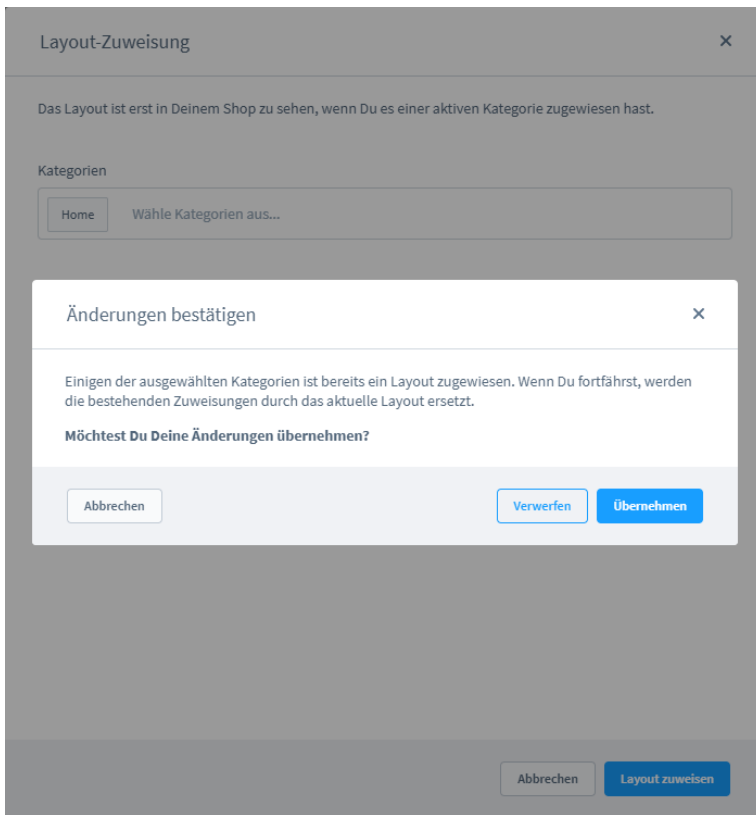 Layout-Zuweisung
Das Layout ist erst in Deinem Shop zu sehen, wenn Du es einer aktiven Kategorie zugewiesen hast.
Kategorien
Home Wähle Kategorien aus...
Änderungen bestätigen
Einigen der ausgewählten Kategorien ist bereits ein Layout zugewiesen. Wenn Du fortfährst, werden
die bestehenden Zuweisungen durch das aktuelle Layout ersetzt.
Möchtest Du Deine Änderungen übernehmen?
Abbrechen Verwerfen Übernehmen
Abbrechen Layout zuweisen